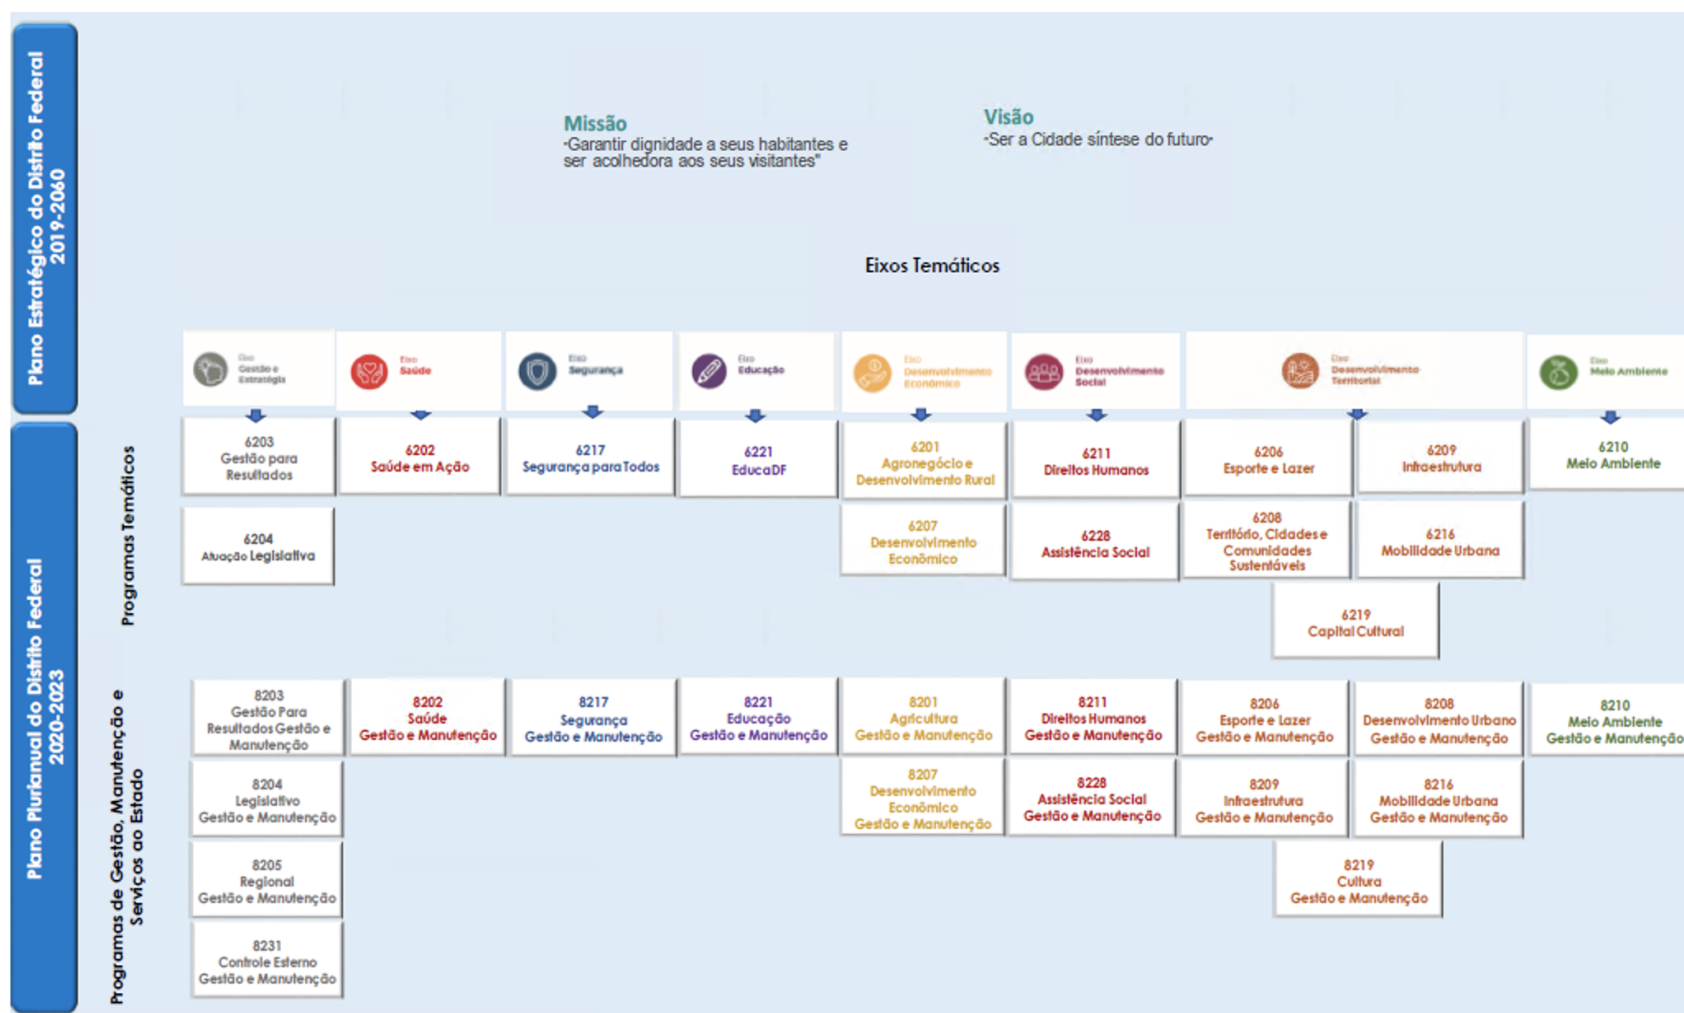 Plano Estratégico do Distrito Federal
2019-2060
Missão
"Garantir dignidade a seus habitantes e
ser acolhedora aos seus visitantes"
Visão
"Ser a Cidade síntese do futuro"
Eixos Temáticos
Eixo
Gestão e
Estratégia
Eixo
Saúde
Eixo
Segurança
Eixo
Educação
Eixo
Desenvolvimento
Econômico
Eixo
Desenvolvimento
Social
Eixo
Desenvolvimento
Territorial
Eixo
Meio Ambiente
Plano Plurianual do Distrito Federal
2020-2023
Programas Temáticos
6203
Gestão para
Resultados
6202
Saúde em Ação
6217
Segurança para Todos
6221
EducaDF
6201
Agronegócio e
Desenvolvimento Rural
6211
Direitos Humanos
6206
Esporte e Lazer
6209
Infraestrutura
6210
Meio Ambiente
6204
Atuação Legislativa
6207
Desenvolvimento
Econômico
6228
Assistência Social
6208
Território, Cidades e
Comunidades
Sustentáveis
6216
Mobilidade Urbana
6219
Capital Cultural
Programas de Gestão, Manutenção e
Serviços ao Estado
8203
Gestão Para
Resultados Gestão e
Manutenção
8202
Saúde
Gestão e Manutenção
8217
Segurança
Gestão e Manutenção
8221
Educação
Gestão e Manutenção
8201
Agricultura
Gestão e Manutenção
8211
Direitos Humanos
Gestão e Manutenção
8206
Esporte e Lazer
Gestão e Manutenção
8208
Desenvolvimento Urbano
Gestão e Manutenção
8210
Meio Ambiente
Gestão e Manutenção
8204
Legislativo
Gestão e Manutenção
8207
Desenvolvimento
Econômico
Gestão e Manutenção
8228
Assistência Social
Gestão e Manutenção
8209
Infraestrutura
Gestão e Manutenção
8216
Mobilidade Urbana
Gestão e Manutenção
8205
Regional
Gestão e Manutenção
8219
Cultura
Gestão e Manutenção
8231
Controle Esterno
Gestão e Manutenção